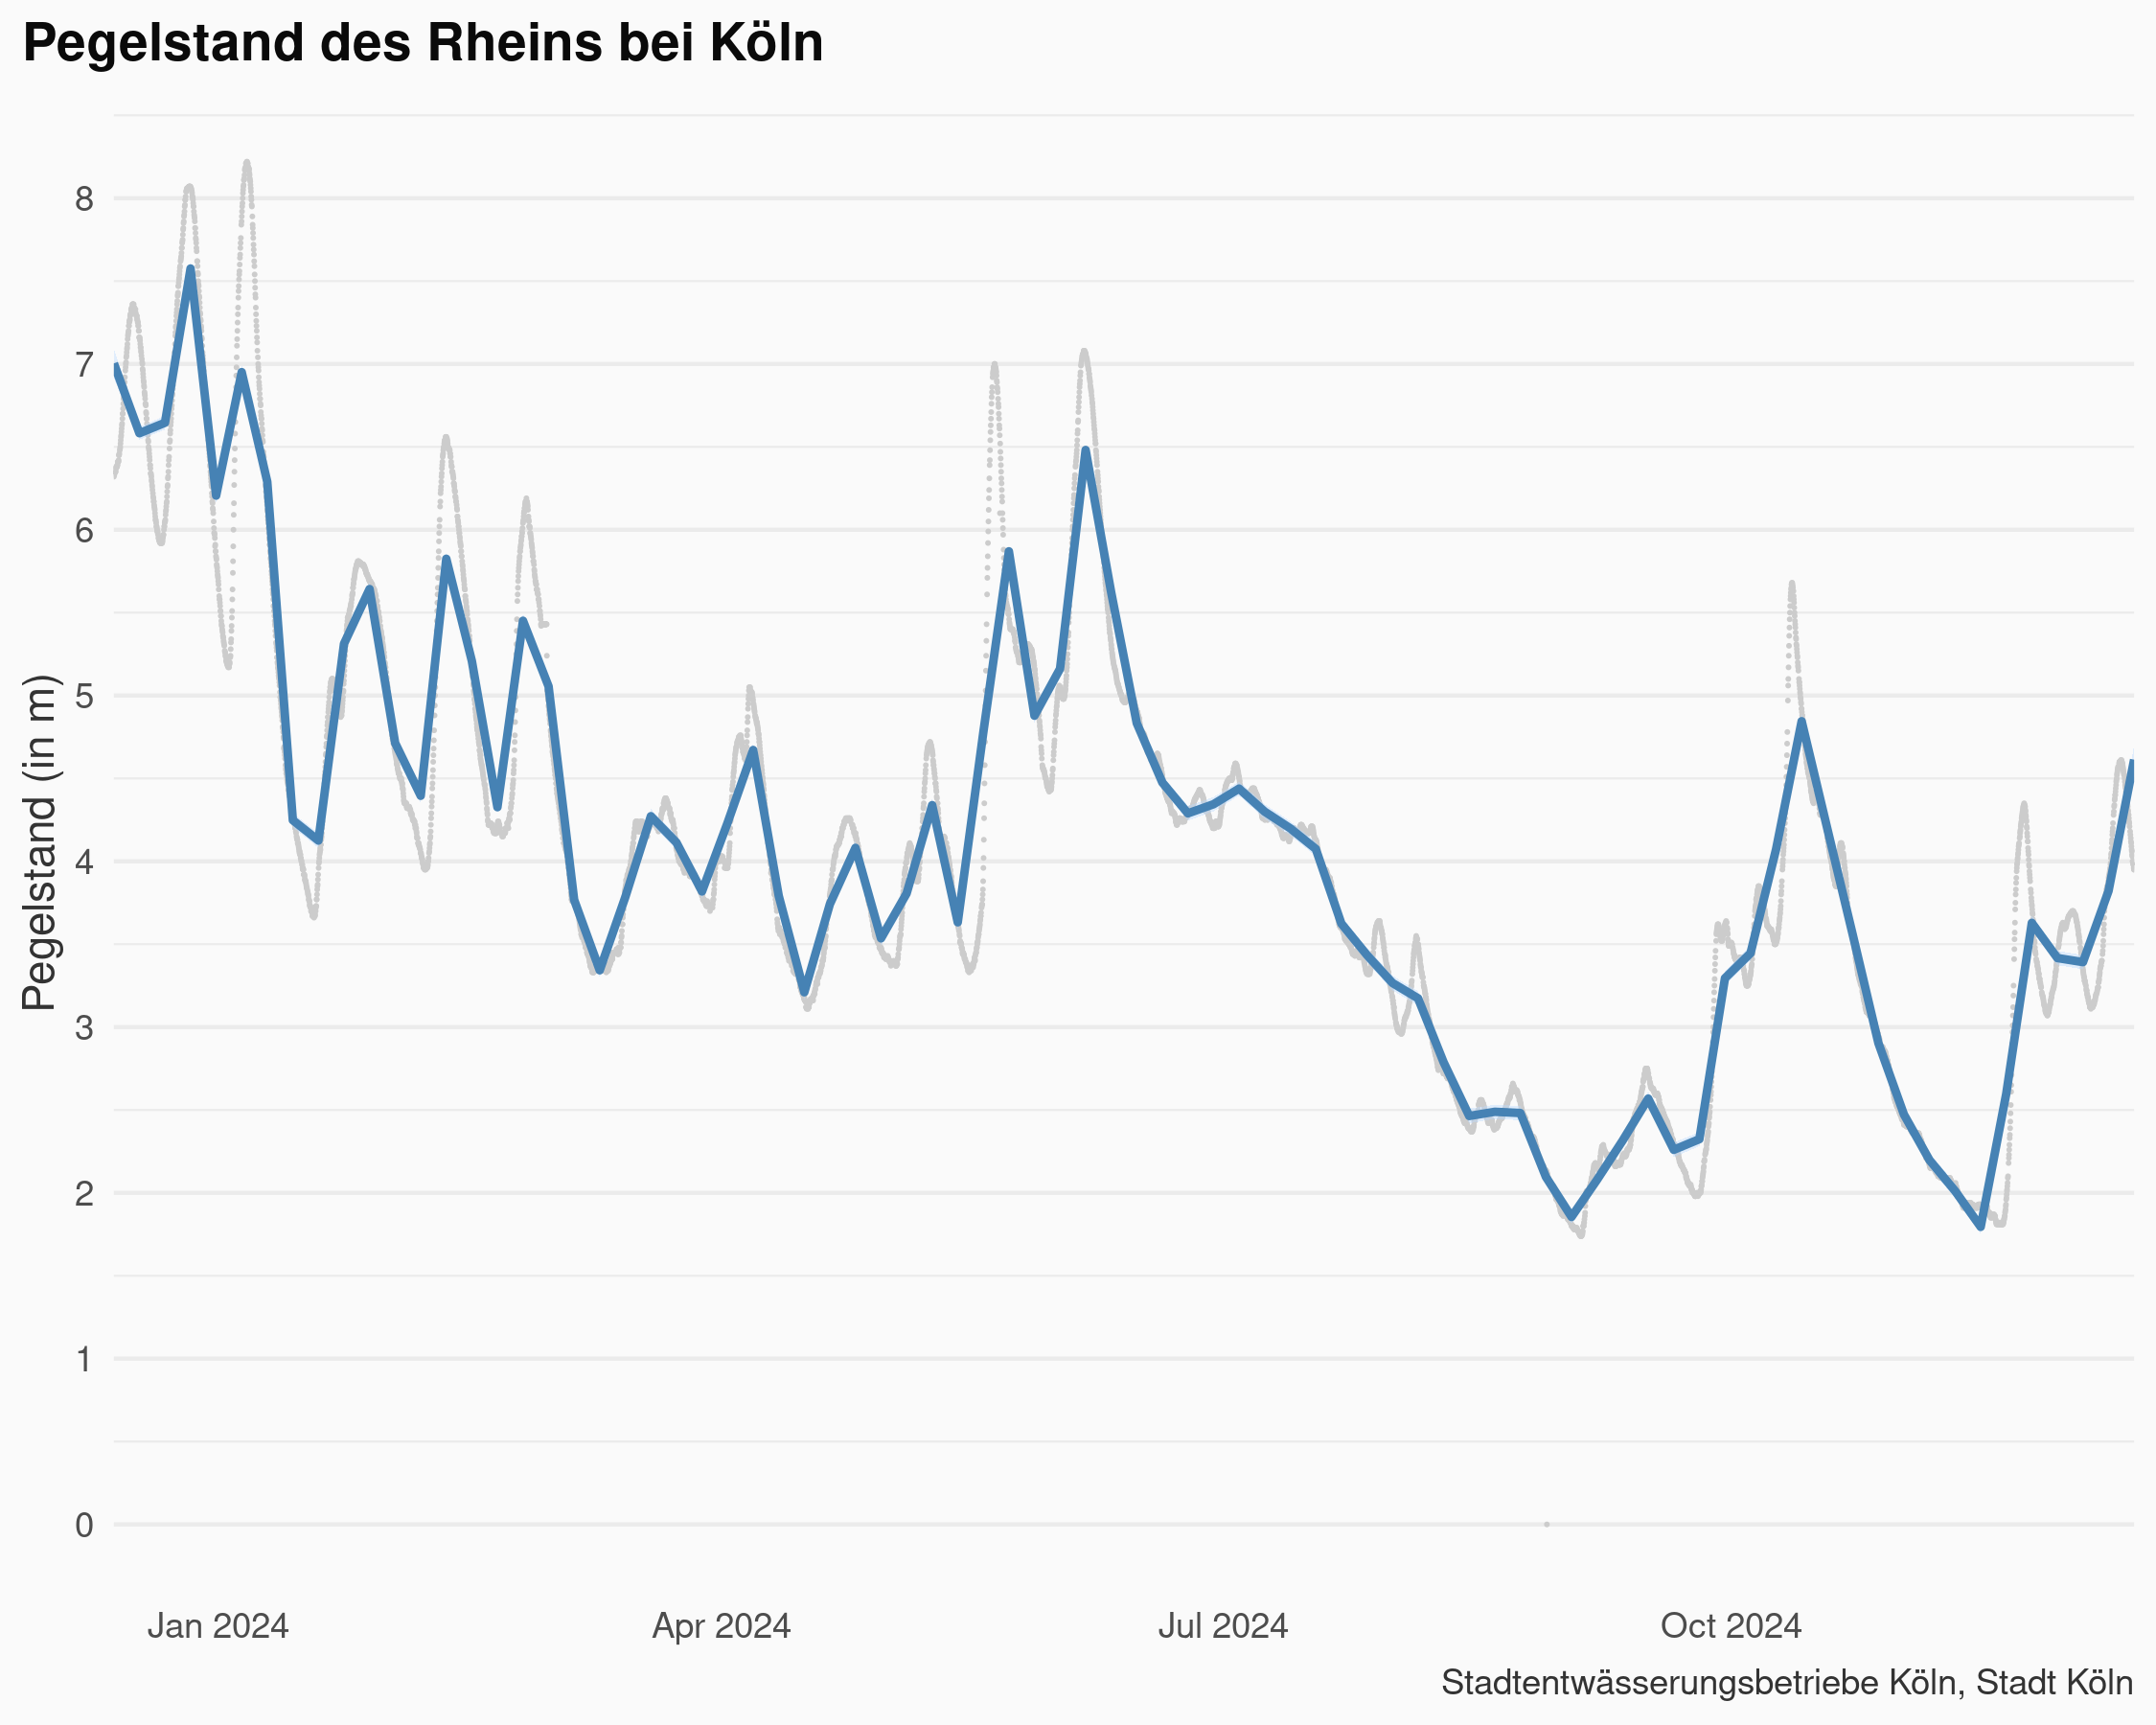 Pegelstand des Rheins bei Köln
Pegelstand (in m)
8
7
6
5
4
3
2
1
0
Jan 2024
Apr 2024
Jul 2024
Oct 2024
Stadtentwässerungsbetriebe Köln, Stadt Köln